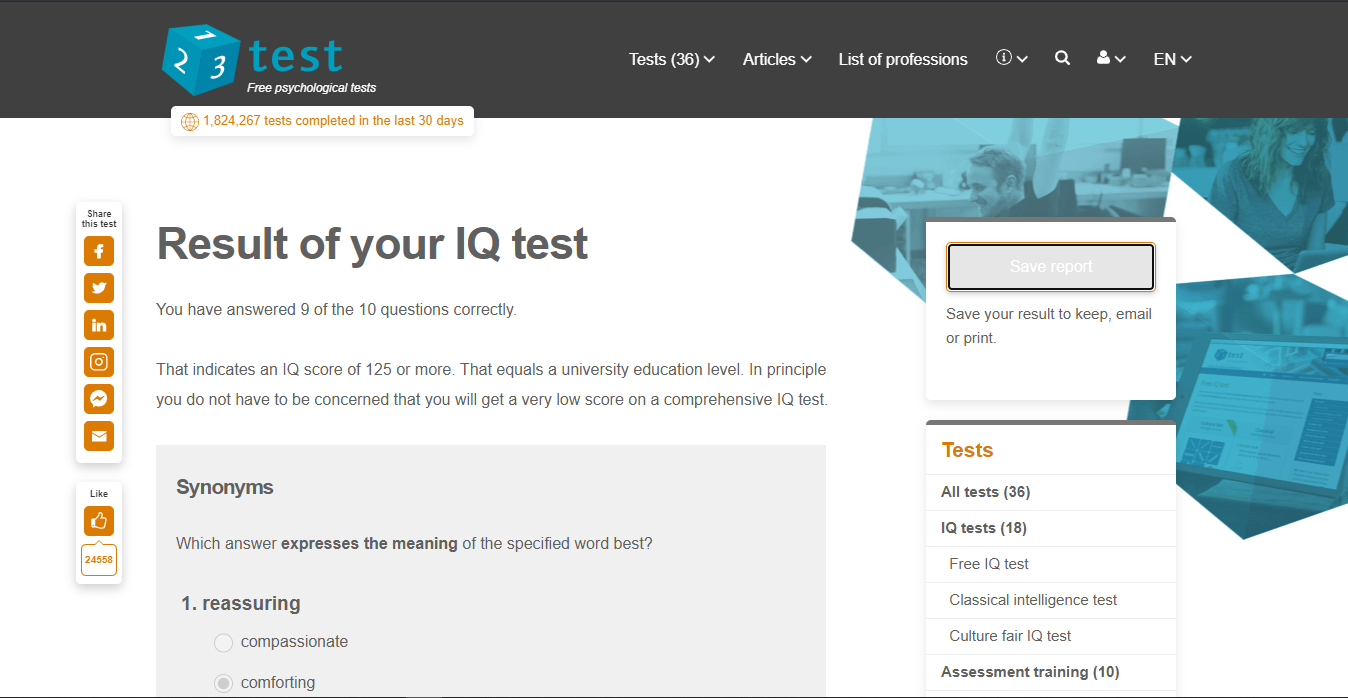 1 2 3 test
Free psychological tests
Tests (36)
Articles
List of professions
EN
1,824,267 tests completed in the last 30 days
Share
this test
Like
24558
Result of your IQ test
You have answered 9 of the 10 questions correctly.
That indicates an IQ score of 125 or more. That equals a university education level. In principle
you do not have to be concerned that you will get a very low score on a comprehensive IQ test.
Synonyms
Which answer expresses the meaning of the specified word best?
1. reassuring
compassionate
comforting
Save report
Save your result to keep, email
or print.
Tests
All tests (36)
IQ tests (18)
Free IQ test
Classical intelligence test
Culture fair IQ test
Assessment training (10)